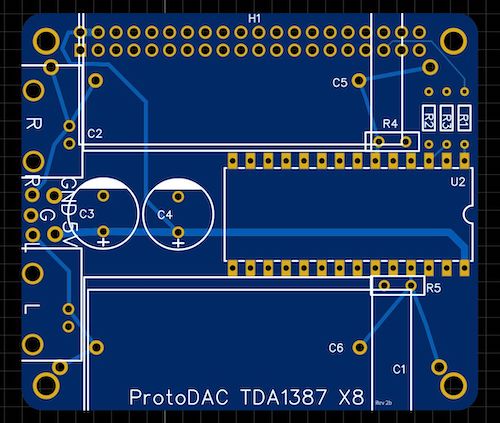 H1
C5
R
C2
R4
R2
R3
R1
U2
R
GND
5V
G
C3
C4
L
L
R5
C6
C1
ProtoDAC TDA1387 X8
Rev 2b